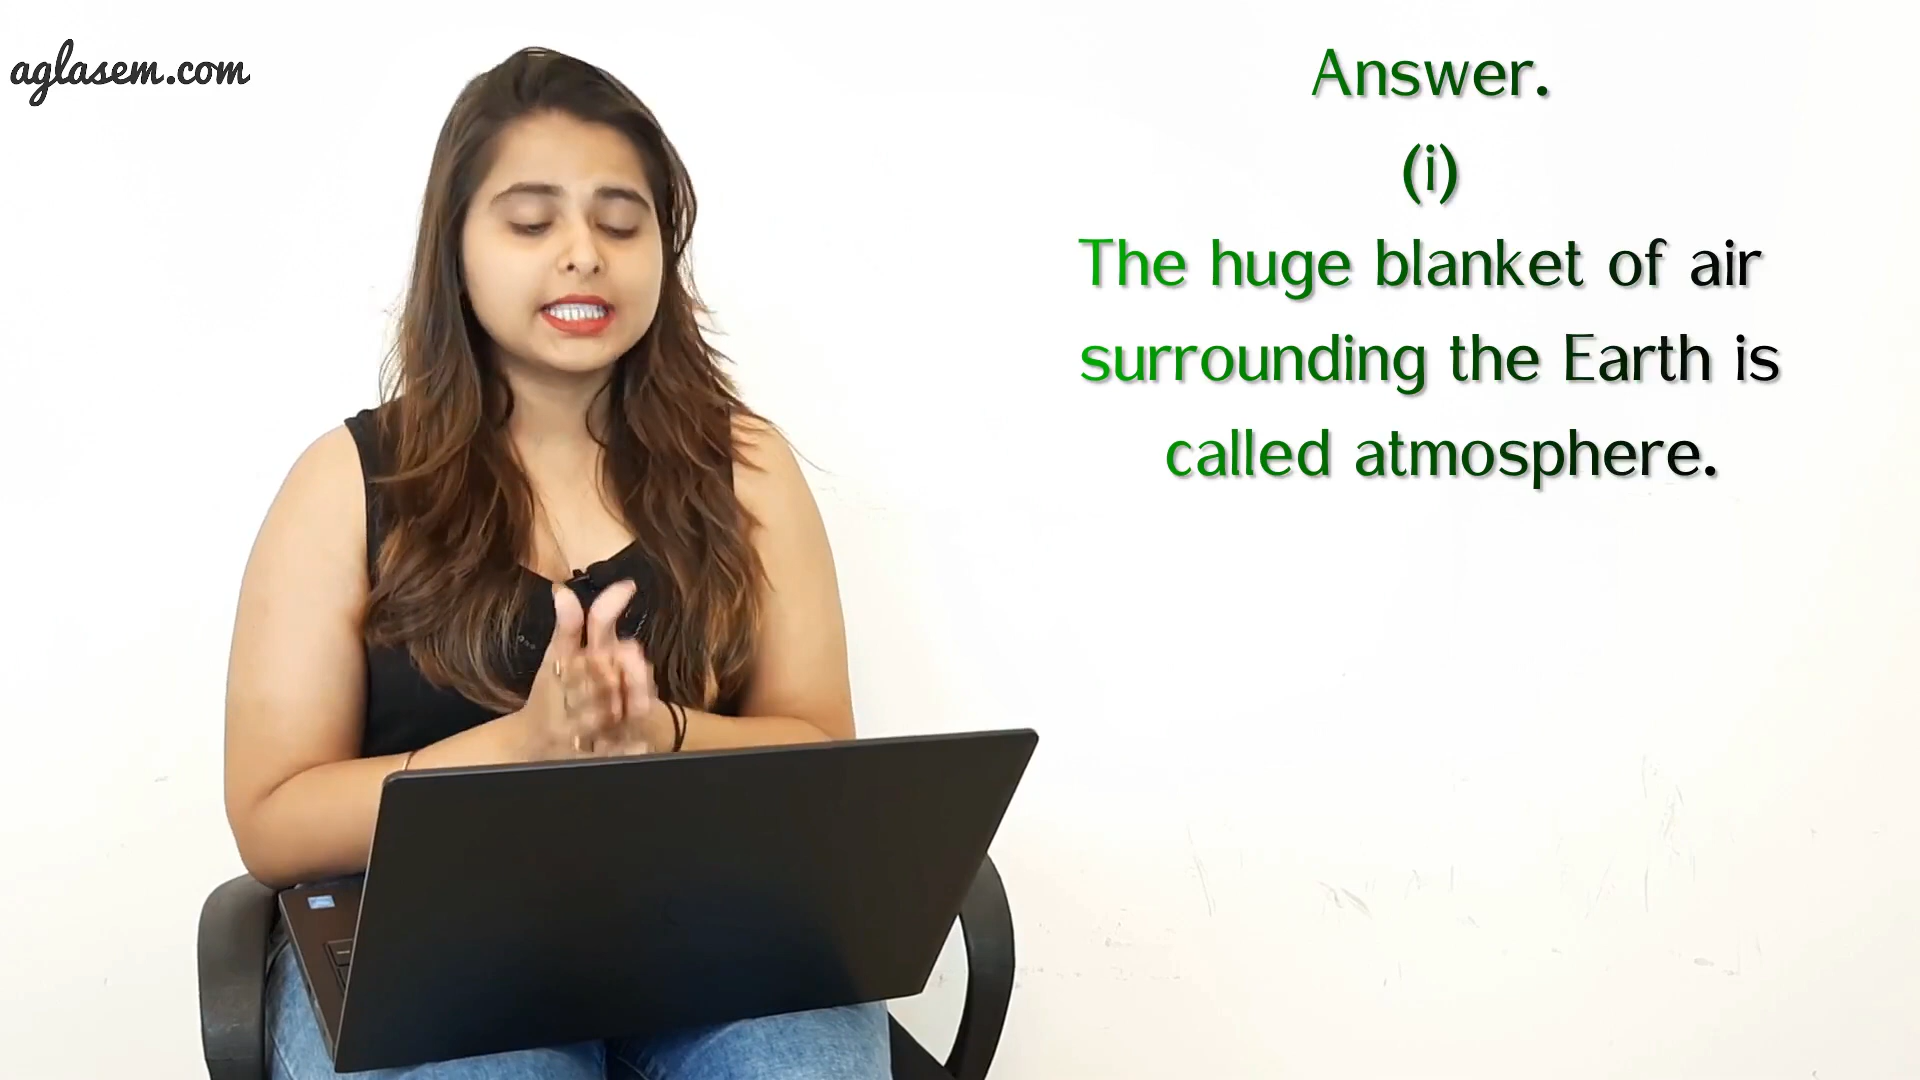 aglasem.com
Answer.
(i)
The huge blanket of air
surrounding the Earth is
called atmosphere.